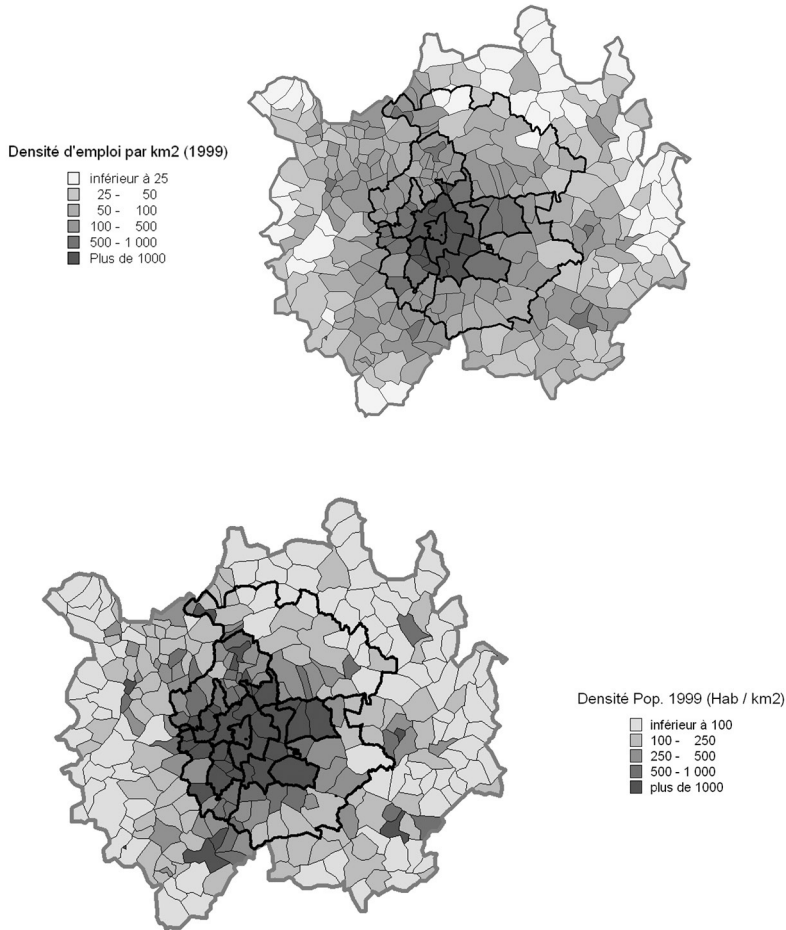 Densité d'emploi par km2 (1999)
inférieur à 25
25 - 50
50 - 100
100 - 500
500 - 1 000
Plus de 1000
Densité Pop. 1999 (Hab / km2)
inférieur à 100
100 - 250
250 - 500
500 - 1 000
plus de 1000